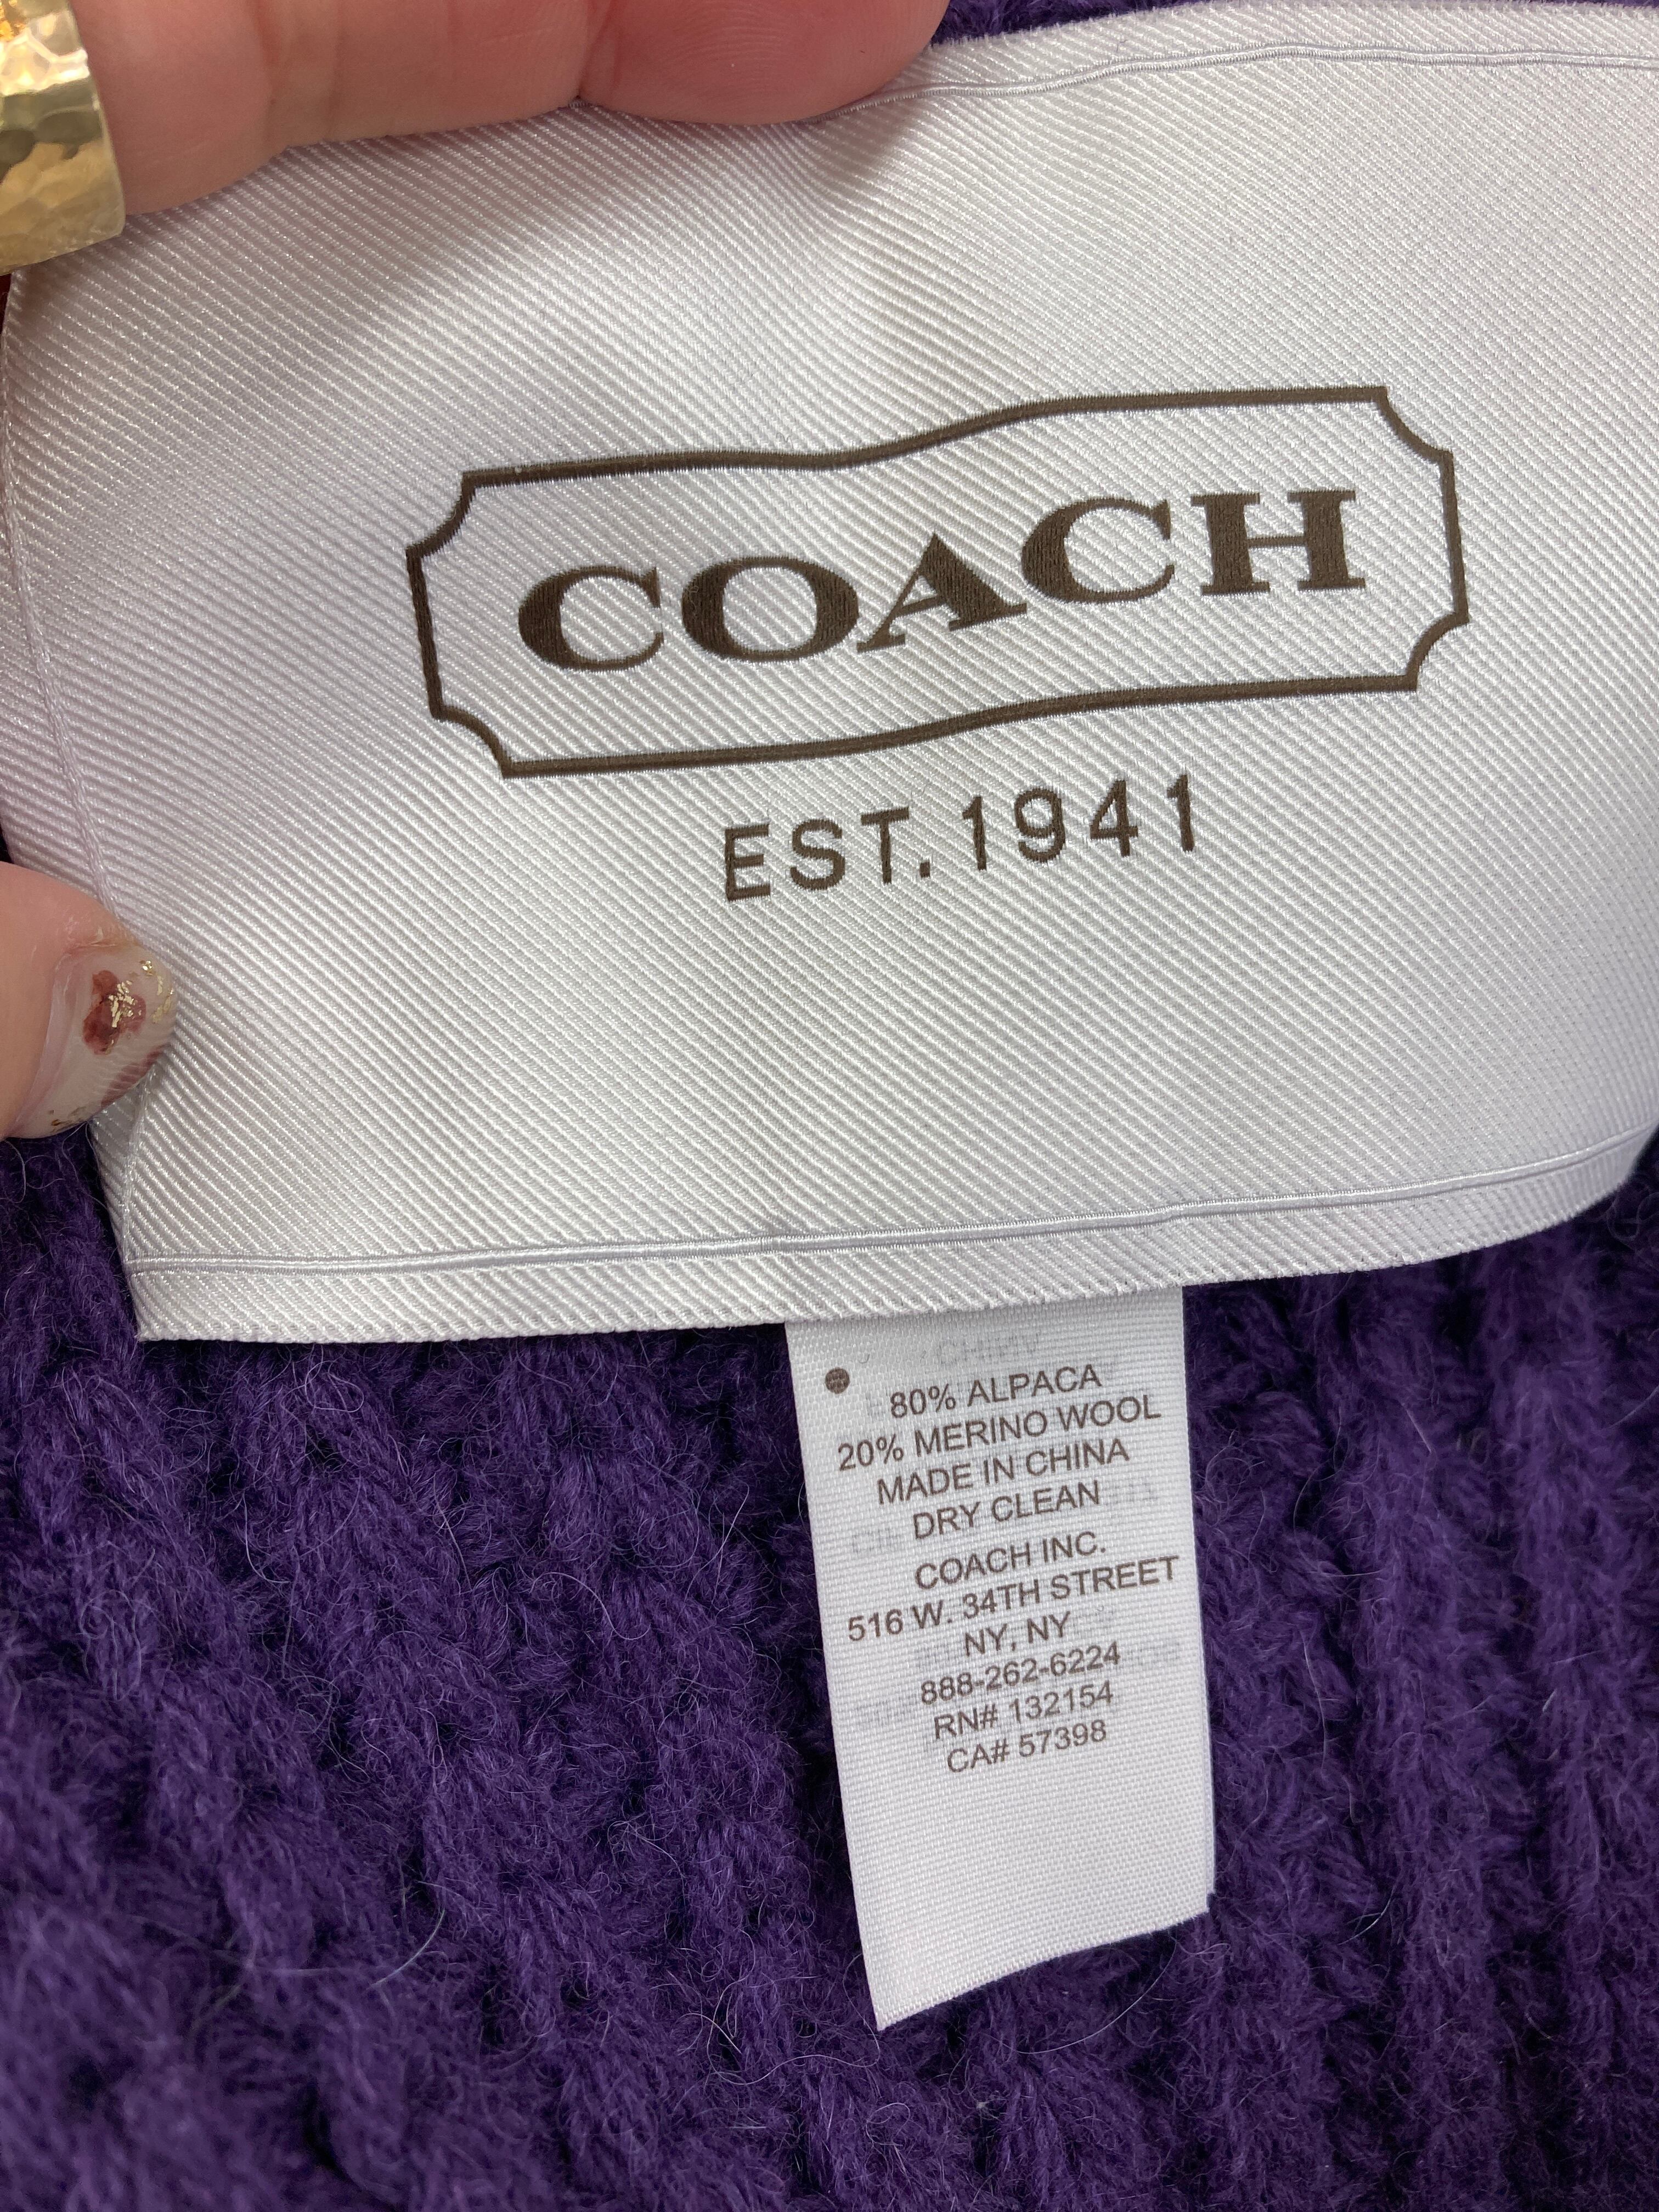 COACH
EST. 1941
80% ALPACA
20% MERINO WOOL
MADE IN CHINA
DRY CLEAN
COACH INC.
516 W. 34TH STREET
NY, NY
888-262-6224
RN# 132154
CA# 57398